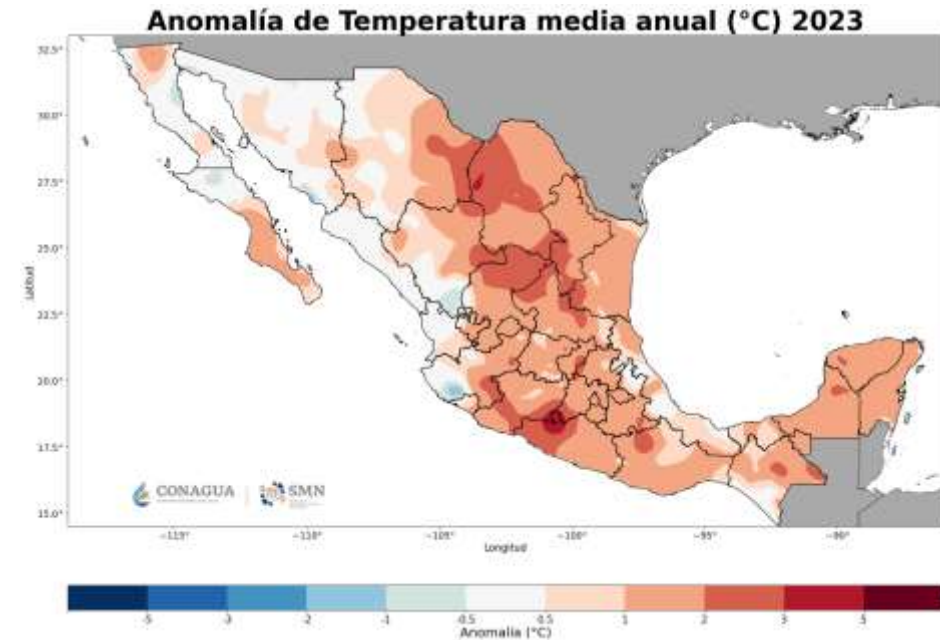 Anomalía de Temperatura media anual (°C) 2023
32.5°
30.0°
27.5°
25.0°
22.5°
20.0°
17.5°
15.0°
Latitud
CONAGUA
SMN
-115° -110° -105° -100° -95° -90°
Longitud
-5 -3 -2 -1 -0.5 0.5 1 2 3 5
Anomalía (°C)